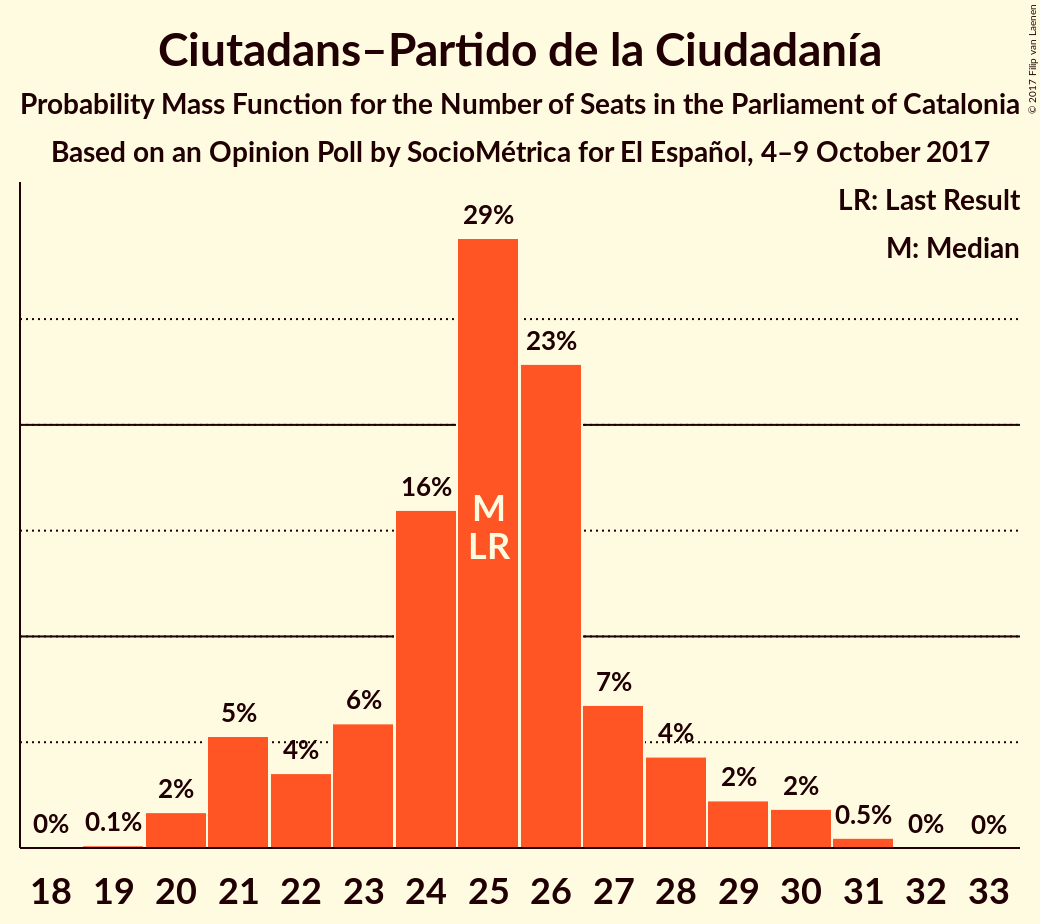 Ciutadans–Partido de la Ciudadanía
Probability Mass Function for the Number of Seats in the Parliament of Catalonia
Based on an Opinion Poll by SocioMétrica for El Español, 4–9 October 2017
© 2017 Filip van Laenen
LR: Last Result
M: Median
29%
23%
16%
M
LR
7%
6%
5%
4%
4%
2%
2%
2%
0.5%
0.1%
0%
0%
0%
18 19 20 21 22 23 24 25 26 27 28 29 30 31 32 33